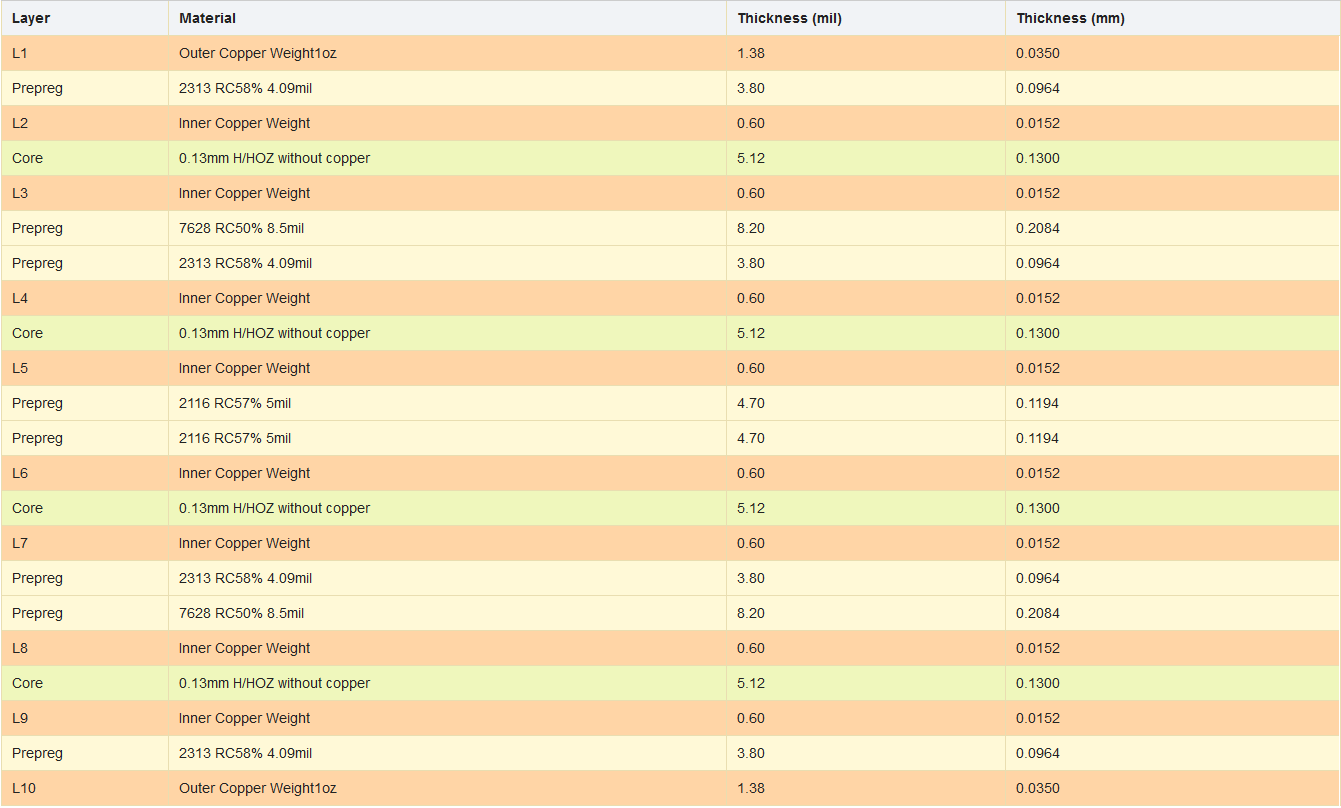 Layer Material Thickness (mil) Thickness (mm)
L1 Outer Copper Weight1oz 1.38 0.0350
Prepreg 2313 RC58% 4.09mil 3.80 0.0964
L2 Inner Copper Weight 0.60 0.0152
Core 0.13mm H/HOZ without copper 5.12 0.1300
L3 Inner Copper Weight 0.60 0.0152
Prepreg 7628 RC50% 8.5mil 8.20 0.2084
Prepreg 2313 RC58% 4.09mil 3.80 0.0964
L4 Inner Copper Weight 0.60 0.0152
Core 0.13mm H/HOZ without copper 5.12 0.1300
L5 Inner Copper Weight 0.60 0.0152
Prepreg 2116 RC57% 5mil 4.70 0.1194
Prepreg 2116 RC57% 5mil 4.70 0.1194
L6 Inner Copper Weight 0.60 0.0152
Core 0.13mm H/HOZ without copper 5.12 0.1300
L7 Inner Copper Weight 0.60 0.0152
Prepreg 2313 RC58% 4.09mil 3.80 0.0964
Prepreg 7628 RC50% 8.5mil 8.20 0.2084
L8 Inner Copper Weight 0.60 0.0152
Core 0.13mm H/HOZ without copper 5.12 0.1300
L9 Inner Copper Weight 0.60 0.0152
Prepreg 2313 RC58% 4.09mil 3.80 0.0964
L10 Outer Copper Weight1oz 1.38 0.0350